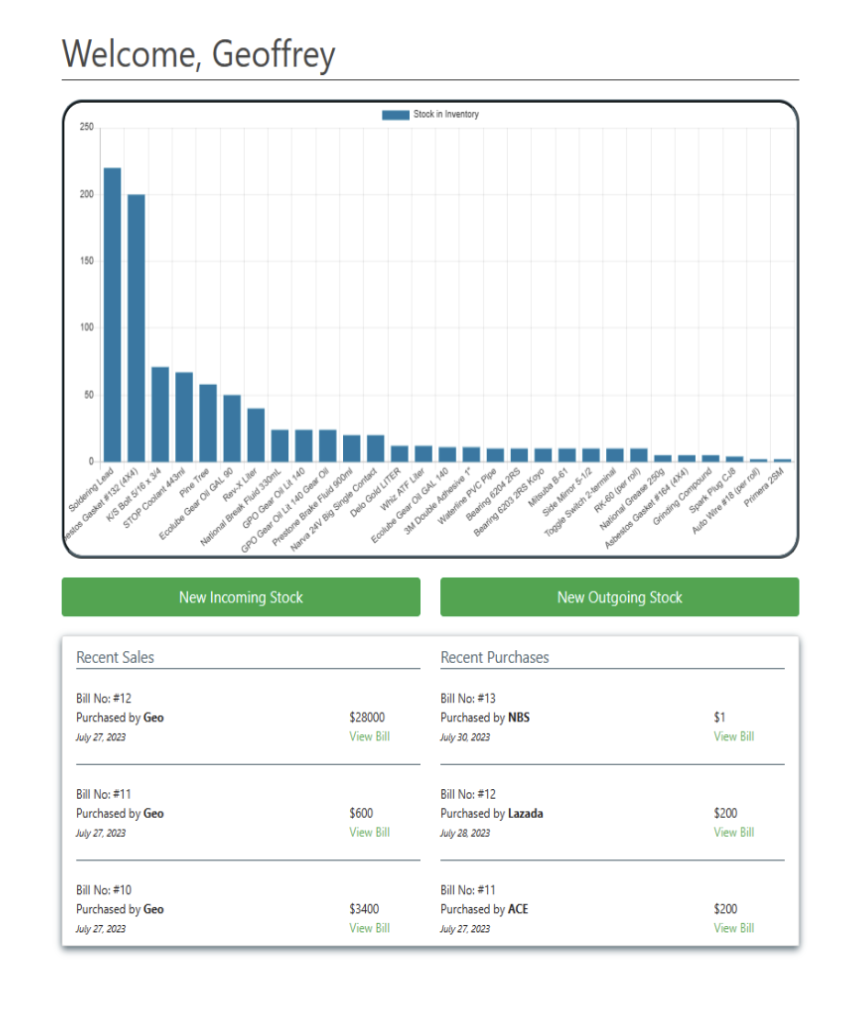 Welcome, Geoffrey
Stock in Inventory
250
200
150
100
50
0
Soldering Lead
estos Gasket #132 (4X4)
K/S Bolt 5/16 x 3/4
STOP Coolant 443ml
Pine Tree
Ecolube Gear Oil GAL 90
Rev-X Liter
National Break Fluid 330mL
GPO Gear Oil Lit 140
GPO Gear Oil Lit 140 Gear Oil
Prestone Brake Fluid 900ml
Narva 24V Big Single Contact
Delo Gold LITER
Whiz ATF Liter
Ecolube Gear Oil GAL 140
3M Double Adhesive 1"
Waterline PVC Pipe
Bearing 6204 2RS
Bearing 6203 2RS Koyo
Mitsuba B-61
Side Mirror 5-1/2
Toggle Switch 2-terminal
RK-60 (per roll)
National Grease 250g
Asbestos Gasket #164 (4X4)
Grinding Compound
Spark Plug CJ8
Auto Wire #18 (per roll)
Primera 2SM
New Incoming Stock
New Outgoing Stock
Recent Sales
Bill No: #12
Purchased by Geo $28000
July 27, 2023 View Bill
Bill No: #11
Purchased by Geo $600
July 27, 2023 View Bill
Bill No: #10
Purchased by Geo $3400
July 27, 2023 View Bill
Recent Purchases
Bill No: #13
Purchased by NBS $1
July 30, 2023 View Bill
Bill No: #12
Purchased by Lazada $200
July 28, 2023 View Bill
Bill No: #11
Purchased by ACE $200
July 27, 2023 View Bill